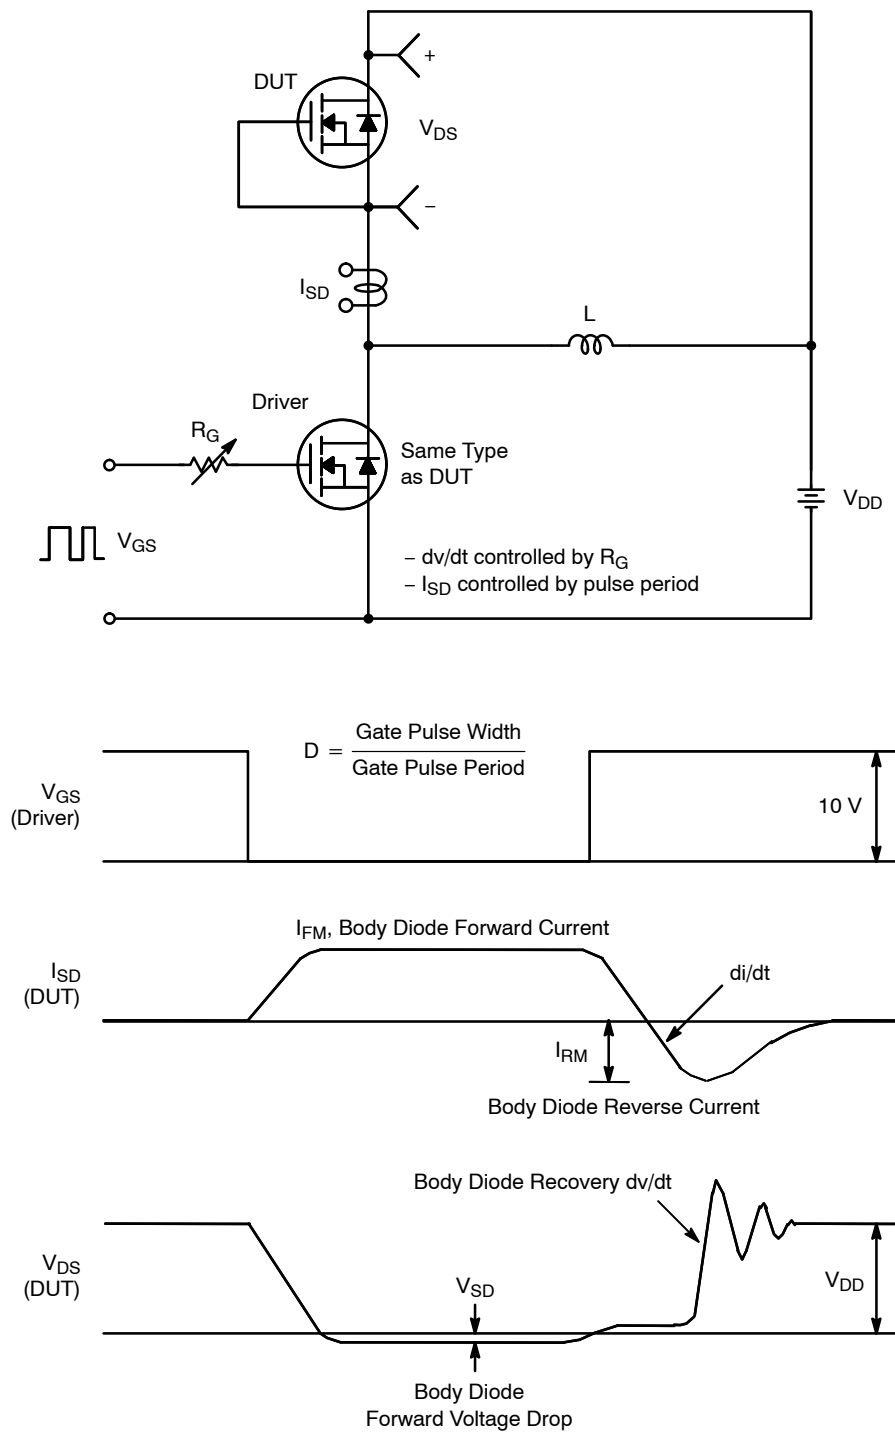 +
DUT
V_DS
−
I_SD
L
Driver
R_G
Same Type
as DUT
V_DD
V_GS
− dv/dt controlled by R_G
− I_SD controlled by pulse period
D = Gate Pulse Width
Gate Pulse Period
V_GS
(Driver)
10 V
I_FM, Body Diode Forward Current
I_SD
(DUT)
di/dt
I_RM
Body Diode Reverse Current
Body Diode Recovery dv/dt
V_DS
(DUT)
V_SD
V_DD
Body Diode
Forward Voltage Drop